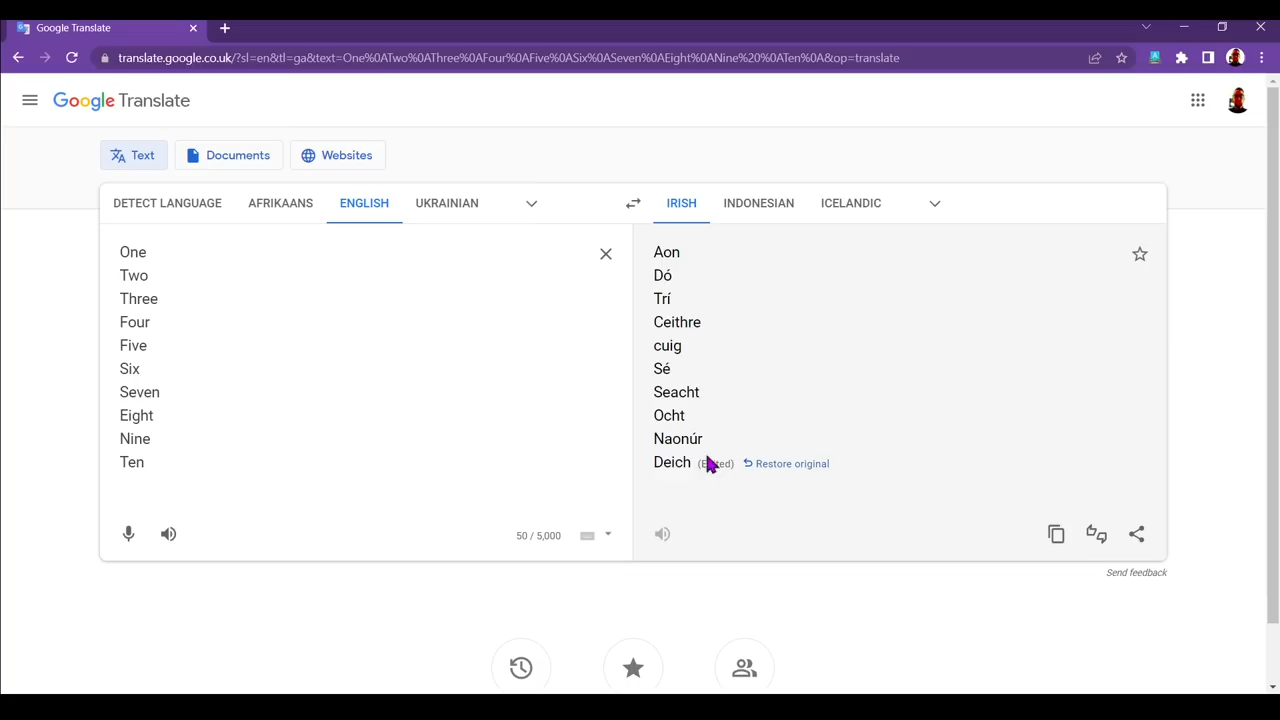 Google Translate
translate.google.co.uk/?sl=en&tl=ga&text=One%0ATwo%0AThree%0AFour%0AFive%0ASix%0ASeven%0AEight%0ANine%20%0ATen%0A&op=translate
Google Translate
Text Documents Websites
DETECT LANGUAGE AFRIKAANS ENGLISH UKRAINIAN IRISH INDONESIAN ICELANDIC
One
Two
Three
Four
Five
Six
Seven
Eight
Nine
Ten
50 / 5,000
Aon
Dó
Trí
Ceithre
cuig
Sé
Seacht
Ocht
Naonúr
Deich Restore original
Send feedback